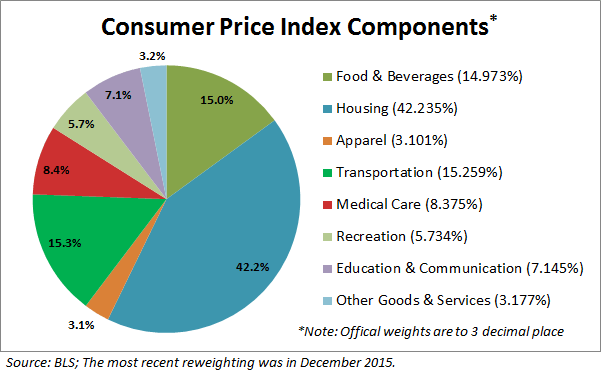 Consumer Price Index Components*
3.2%
7.1%
15.0%
5.7%
8.4%
15.3%
42.2%
3.1%
Food & Beverages (14.973%)
Housing (42.235%)
Apparel (3.101%)
Transportation (15.259%)
Medical Care (8.375%)
Recreation (5.734%)
Education & Communication (7.145%)
Other Goods & Services (3.177%)
*Note: Offical weights are to 3 decimal place
Source: BLS; The most recent reweighting was in December 2015.